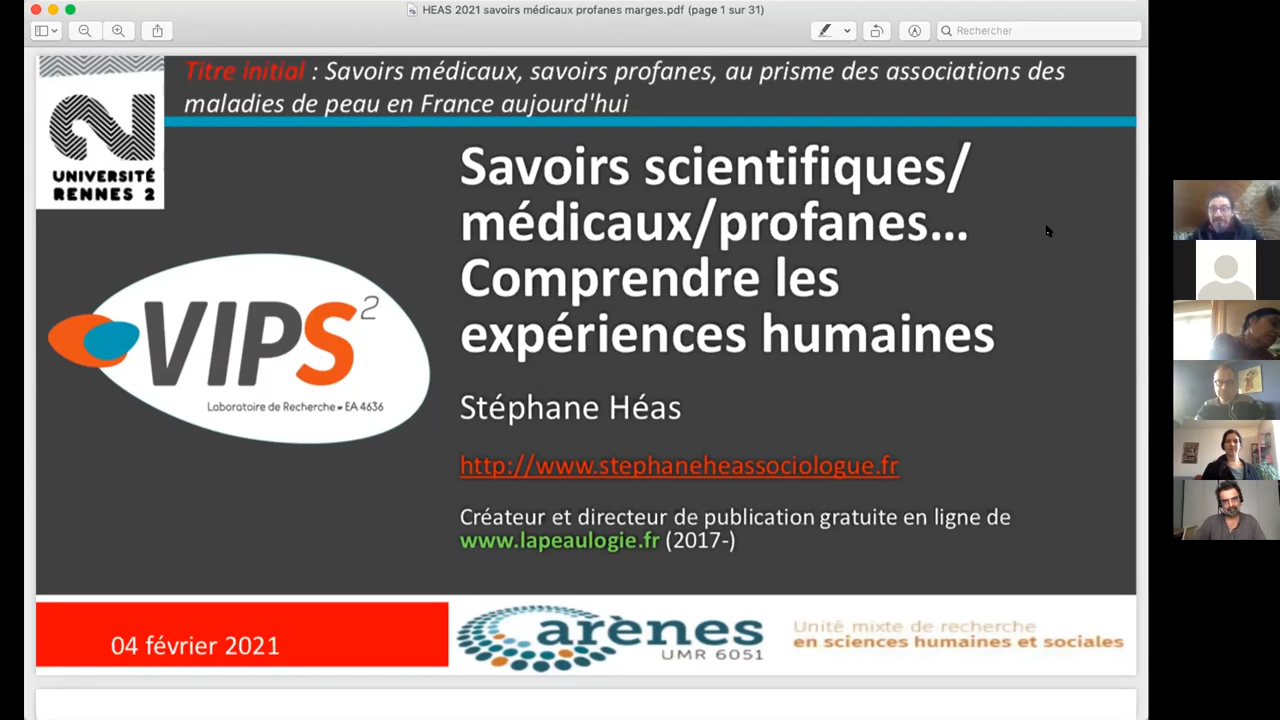 HEAS 2021 savoirs médicaux profanes marges.pdf (page 1 sur 31)
Rechercher
Titre initial : Savoirs médicaux, savoirs profanes, au prisme des associations des
maladies de peau en France aujourd'hui
UNIVERSITÉ
RENNES 2
Savoirs scientifiques/
médicaux/profanes...
Comprendre les
expériences humaines
VIPS²
Laboratoire de Recherche • EA 4636
Stéphane Héas
http://www.stephaneheassociologue.fr
Créateur et directeur de publication gratuite en ligne de
www.lapeaulogie.fr (2017-)
04 février 2021
arènes
UMR 6051
Unité mixte de recherche
en sciences humaines et sociales